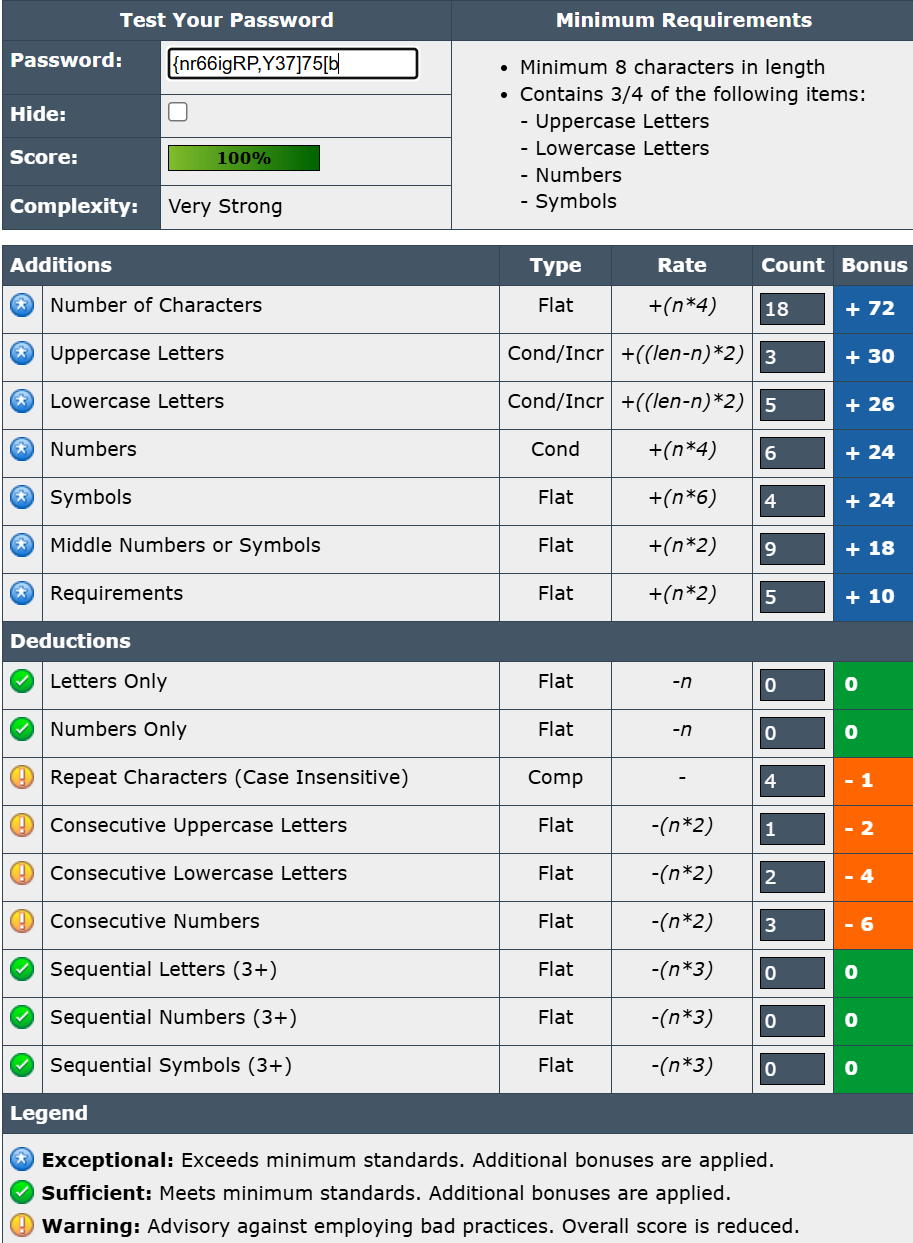 Test Your Password Minimum Requirements
Password: {nr66igRP,Y37]75[b
Hide:
Score: 100%
Complexity: Very Strong
• Minimum 8 characters in length
• Contains 3/4 of the following items:
- Uppercase Letters
- Lowercase Letters
- Numbers
- Symbols
Additions Type Rate Count Bonus
Number of Characters Flat +(n*4) 18 + 72
Uppercase Letters Cond/Incr +((len-n)*2) 3 + 30
Lowercase Letters Cond/Incr +((len-n)*2) 5 + 26
Numbers Cond +(n*4) 6 + 24
Symbols Flat +(n*6) 4 + 24
Middle Numbers or Symbols Flat +(n*2) 9 + 18
Requirements Flat +(n*2) 5 + 10
Deductions
Letters Only Flat -n 0 0
Numbers Only Flat -n 0 0
Repeat Characters (Case Insensitive) Comp - 4 - 1
Consecutive Uppercase Letters Flat -(n*2) 1 - 2
Consecutive Lowercase Letters Flat -(n*2) 2 - 4
Consecutive Numbers Flat -(n*2) 3 - 6
Sequential Letters (3+) Flat -(n*3) 0 0
Sequential Numbers (3+) Flat -(n*3) 0 0
Sequential Symbols (3+) Flat -(n*3) 0 0
Legend
Exceptional: Exceeds minimum standards. Additional bonuses are applied.
Sufficient: Meets minimum standards. Additional bonuses are applied.
Warning: Advisory against employing bad practices. Overall score is reduced.